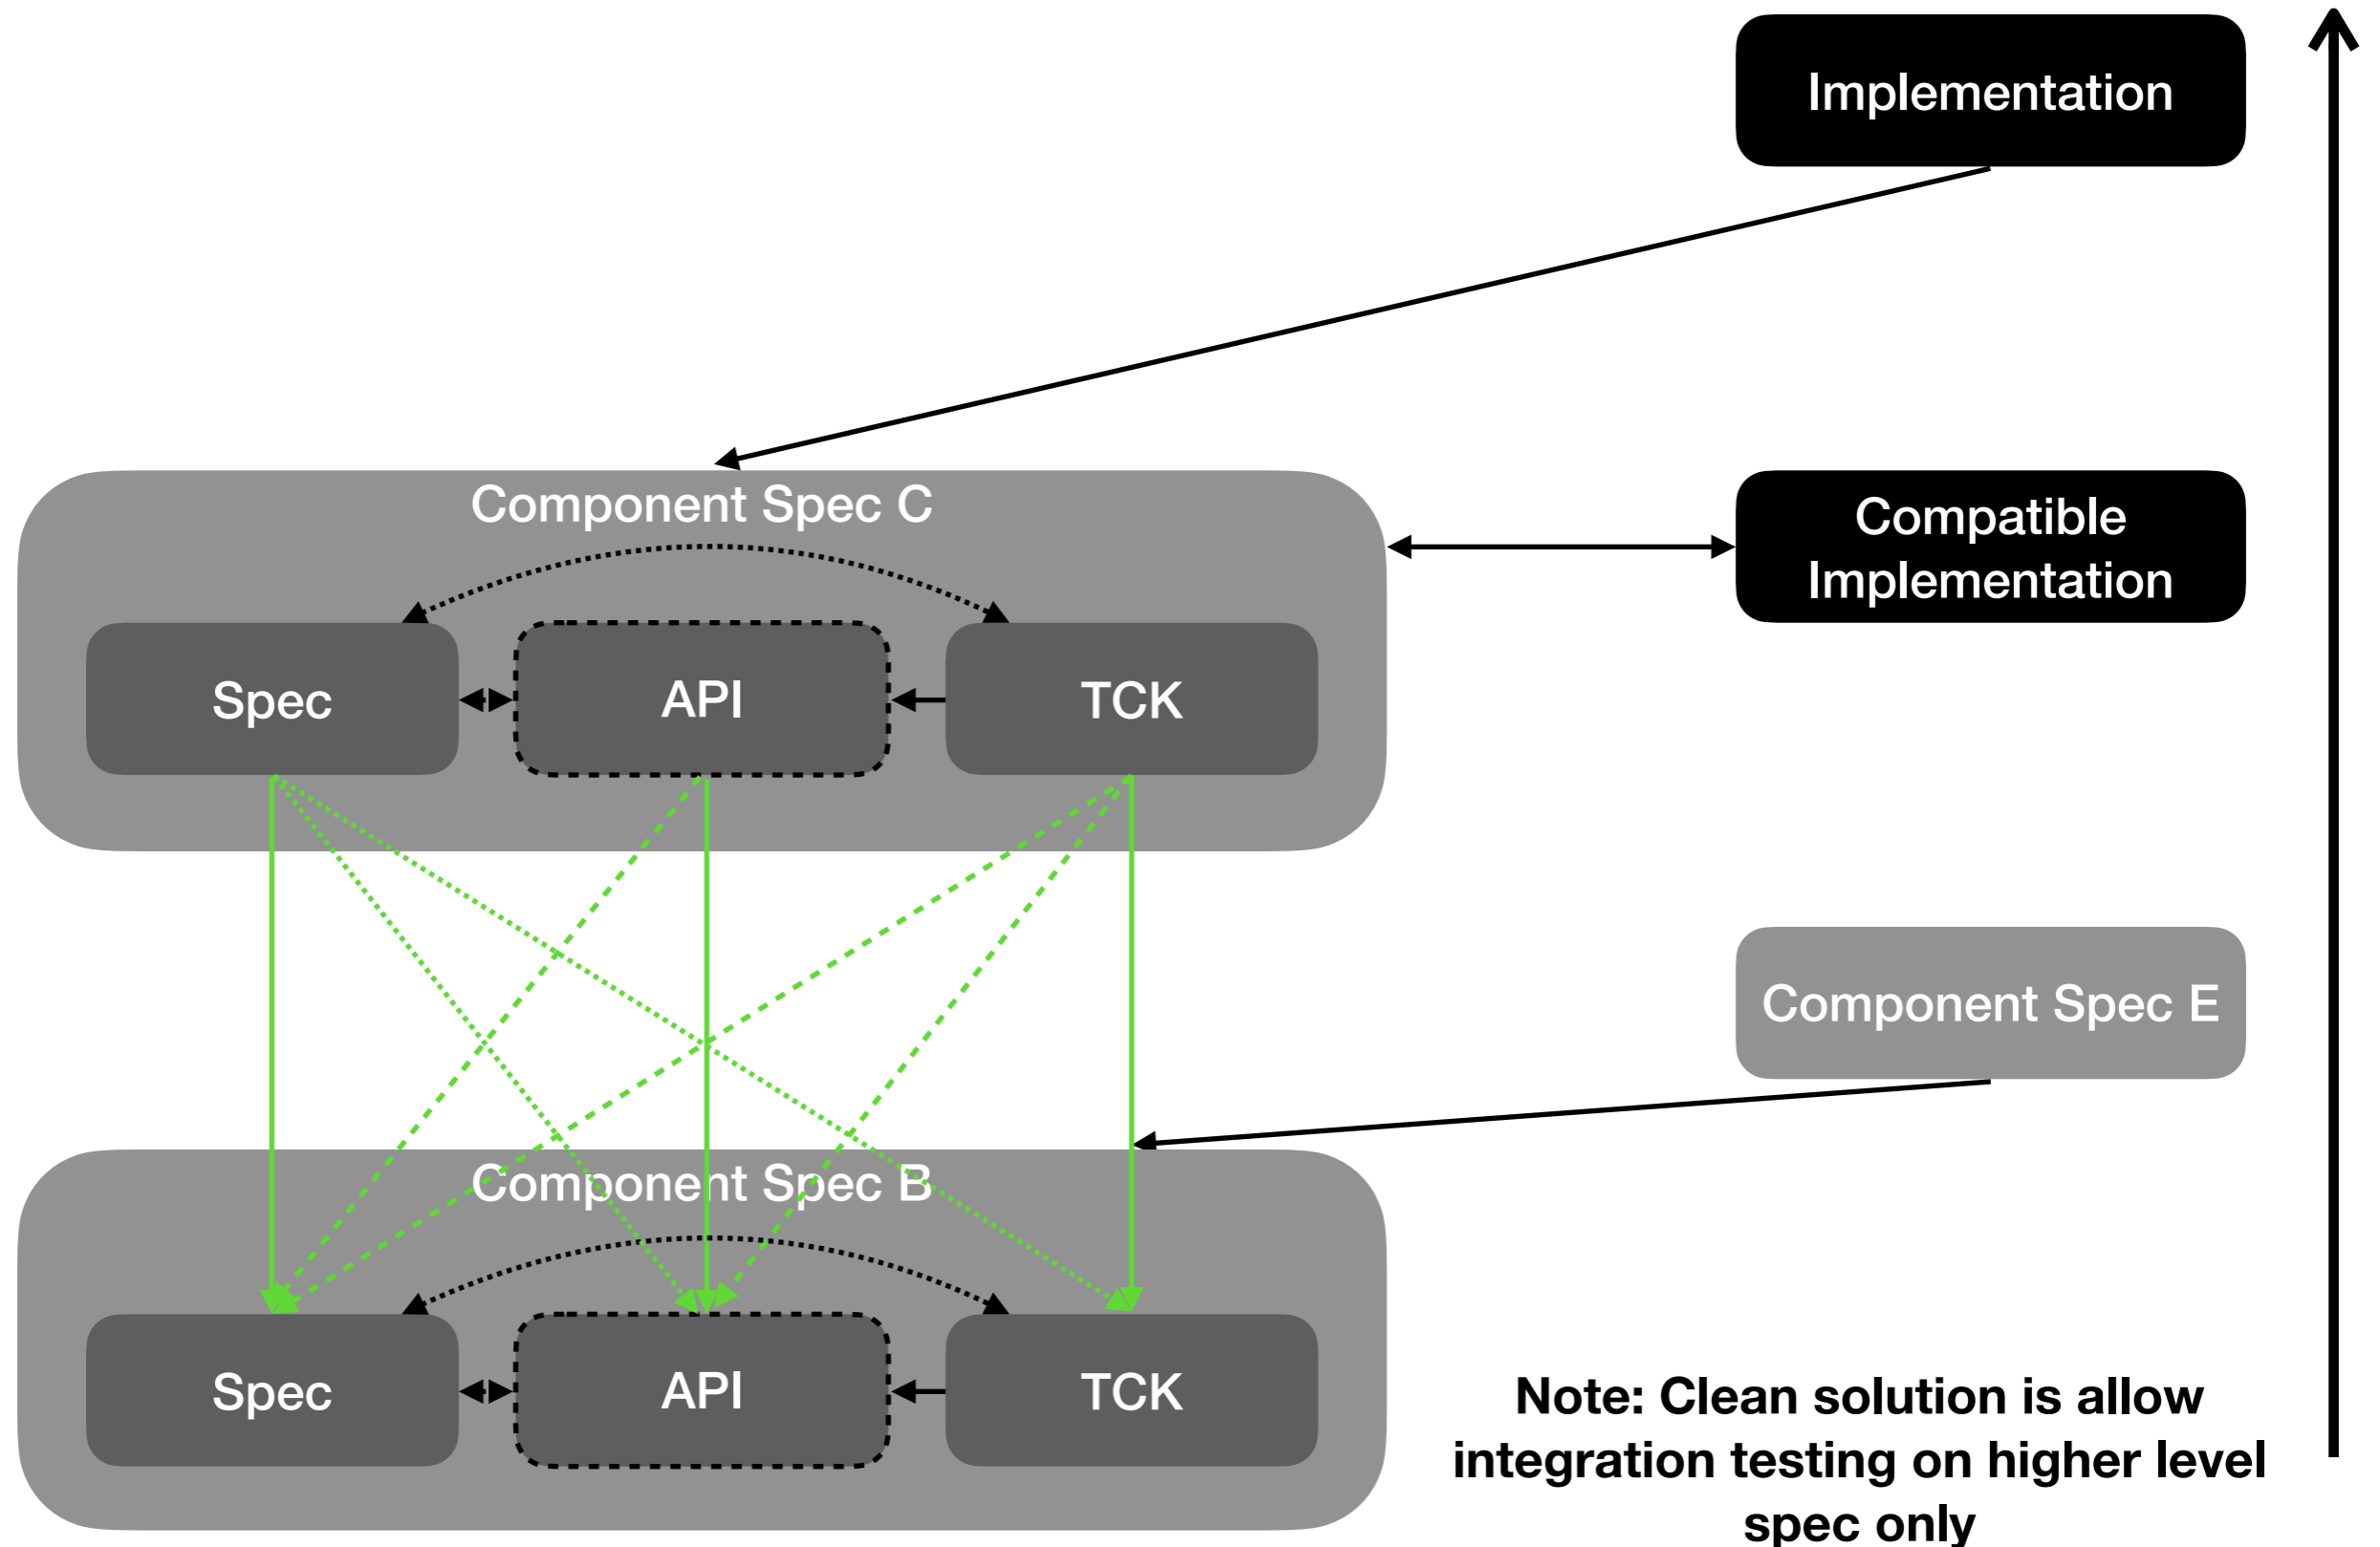 Implementation
Component Spec C
Compatible
Implementation
Spec
API
TCK
Component Spec E
Component Spec B
Spec
API
TCK
Note: Clean solution is allow
integration testing on higher level
spec only